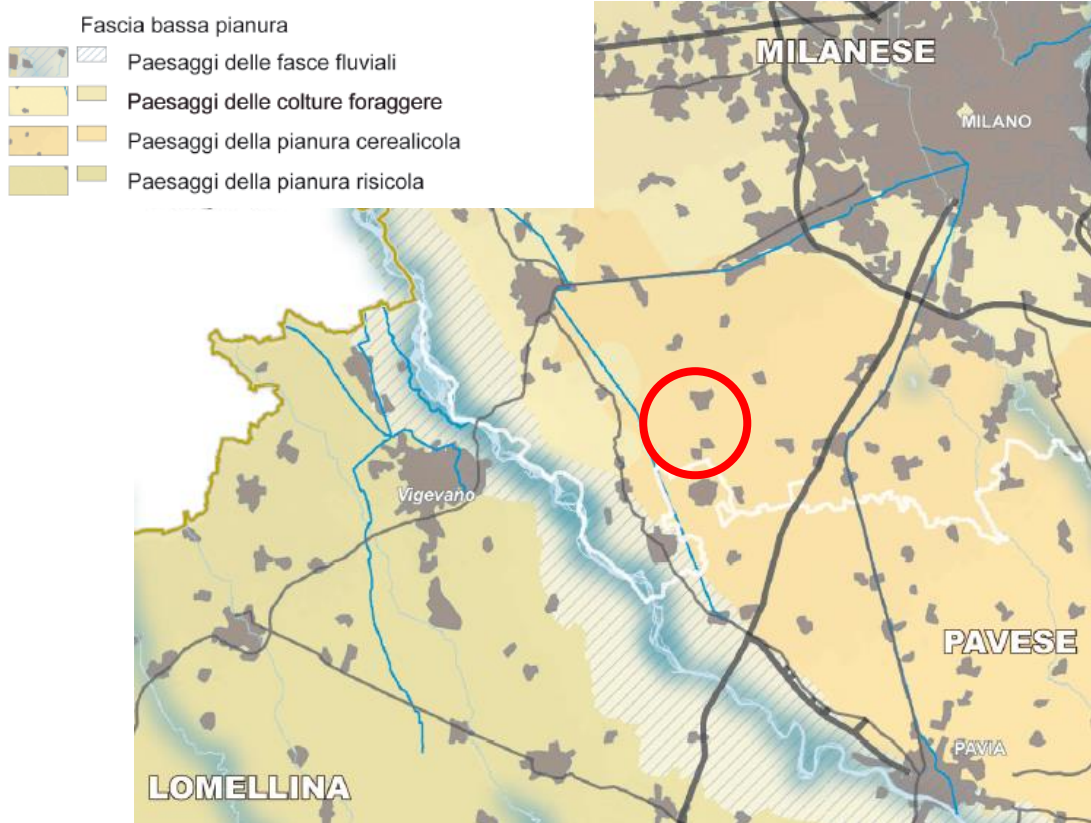 Fascia bassa pianura
Paesaggi delle fasce fluviali
Paesaggi delle colture foraggere
Paesaggi della pianura cerealicola
Paesaggi della pianura risicola
MILANESE
MILANO
Vigevano
PAVESE
PAVIA
LOMELLINA